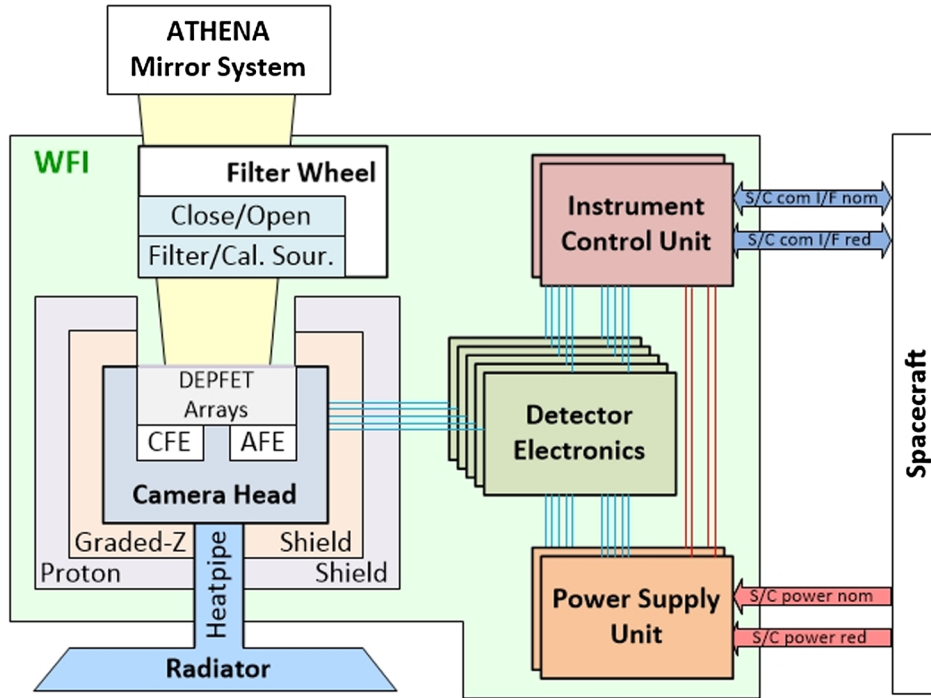 ATHENA
Mirror System
WFI
Filter Wheel
Close/Open
Filter/Cal. Sour.
Instrument
Control Unit
S/C com I/F nom
S/C com I/F red
DEPFET
Arrays
CFE
AFE
Camera Head
Graded-Z Shield
Proton Shield
Heatpipe
Radiator
Detector
Electronics
Power Supply
Unit
S/C power nom
S/C power red
Spacecraft